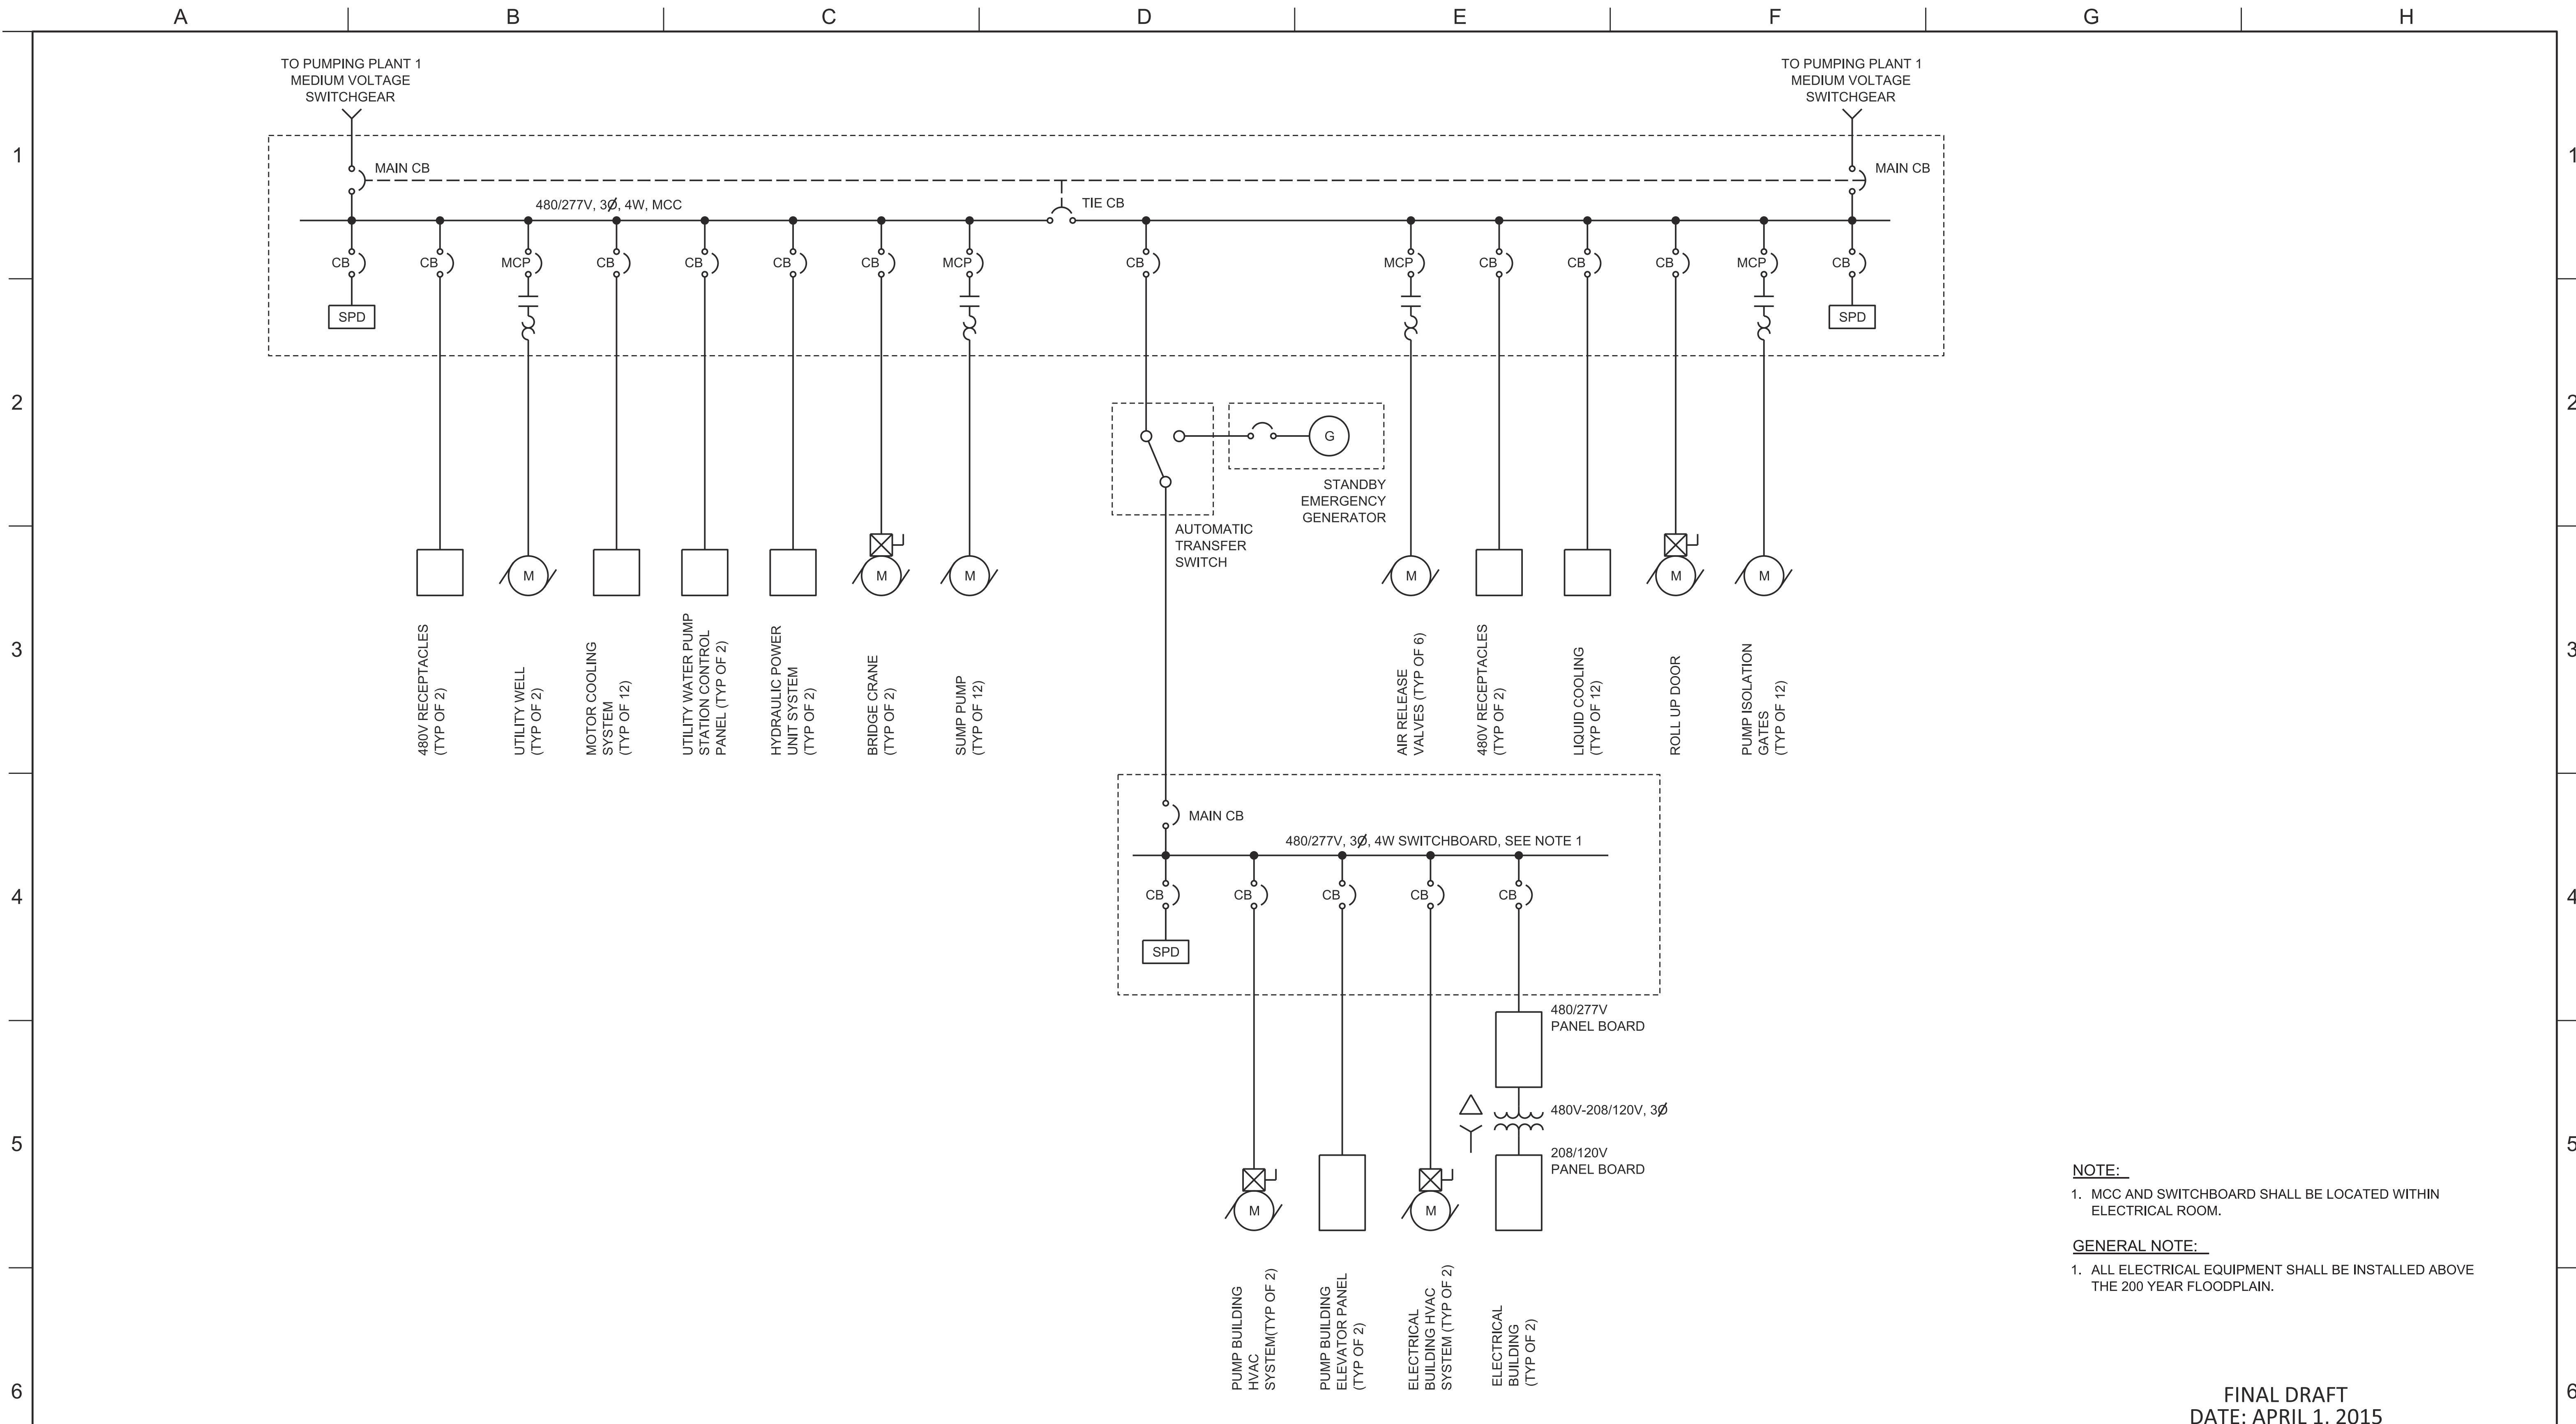 A B C D E F G H
TO PUMPING PLANT 1
MEDIUM VOLTAGE
SWITCHGEAR
TO PUMPING PLANT 1
MEDIUM VOLTAGE
SWITCHGEAR
1
1
MAIN CB
MAIN CB
480/277V, 3Ø, 4W, MCC
TIE CB
CB CB MCP CB CB CB CB MCP CB MCP CB CB CB MCP CB
SPD
SPD
2
2
G
STANDBY
EMERGENCY
GENERATOR
AUTOMATIC
TRANSFER
SWITCH
M M M M M M
3
3
480V RECEPTACLES
(TYP OF 2)
UTILITY WELL
(TYP OF 2)
MOTOR COOLING
SYSTEM
(TYP OF 12)
UTILITY WATER PUMP
STATION CONTROL
PANEL (TYP OF 2)
HYDRAULIC POWER
UNIT SYSTEM
(TYP OF 2)
BRIDGE CRANE
(TYP OF 2)
SUMP PUMP
(TYP OF 12)
AIR RELEASE
VALVES (TYP OF 6)
480V RECEPTACLES
(TYP OF 2)
LIQUID COOLING
(TYP OF 12)
ROLL UP DOOR
PUMP ISOLATION
GATES
(TYP OF 12)
MAIN CB
480/277V, 3Ø, 4W SWITCHBOARD, SEE NOTE 1
4
4
CB CB CB CB CB
SPD
480/277V
PANEL BOARD
480V-208/120V, 3Ø
5
5
208/120V
PANEL BOARD
M M
PUMP BUILDING
HVAC
SYSTEM(TYP OF 2)
PUMP BUILDING
ELEVATOR PANEL
(TYP OF 2)
ELECTRICAL
BUILDING HVAC
SYSTEM (TYP OF 2)
ELECTRICAL
BUILDING
(TYP OF 2)
NOTE:
1. MCC AND SWITCHBOARD SHALL BE LOCATED WITHIN
ELECTRICAL ROOM.
GENERAL NOTE:
1. ALL ELECTRICAL EQUIPMENT SHALL BE INSTALLED ABOVE
THE 200 YEAR FLOODPLAIN.
6
6
FINAL DRAFT
DATE: APRIL 1, 2015